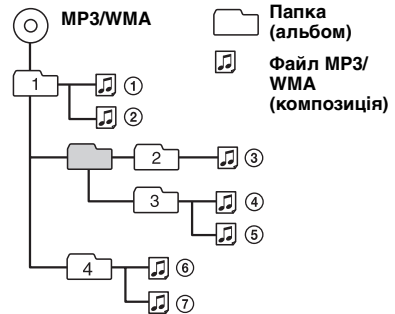 MP3/WMA
Папка
(альбом)
Файл MP3/
WMA
(композиція)
1
①
②
2
③
3
④
⑤
4
⑥
⑦